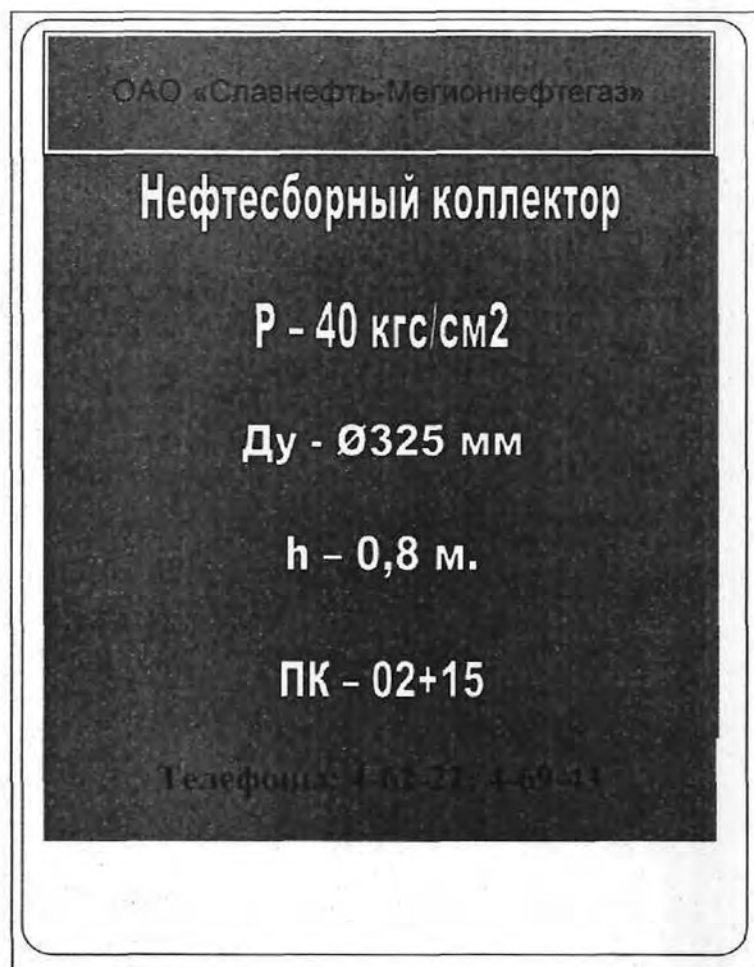 ОАО «Славнефть-Мегионнефтегаз»
Нефтесборный коллектор
Р – 40 кгс/см2
Ду - Ø325 мм
h – 0,8 м.
ПК – 02+15